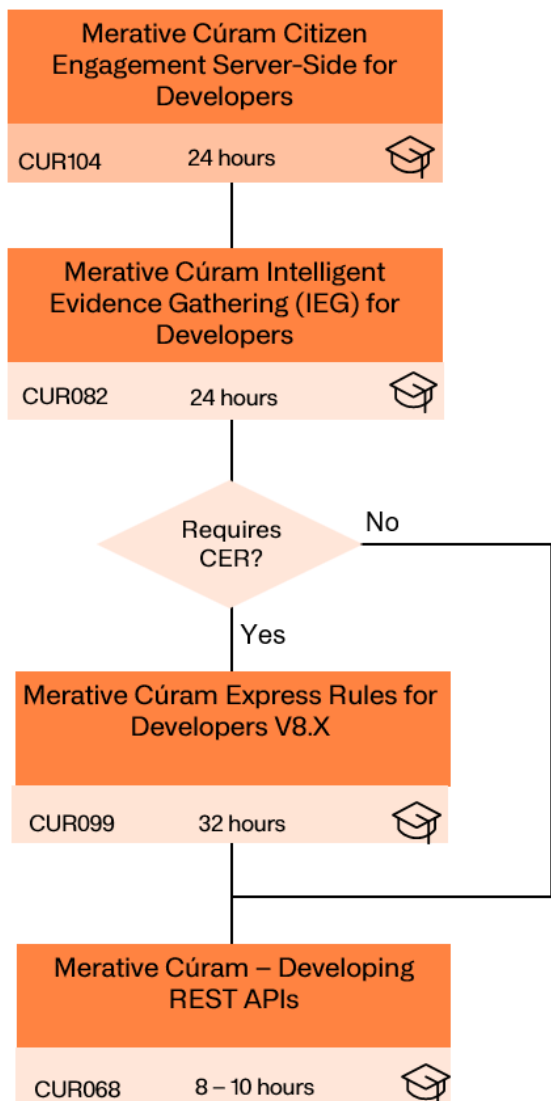 Merative Cúram Citizen
Engagement Server-Side for
Developers
CUR104 24 hours
Merative Cúram Intelligent
Evidence Gathering (IEG) for
Developers
CUR082 24 hours
Requires
CER?
No
Yes
Merative Cúram Express Rules for
Developers V8.X
CUR099 32 hours
Merative Cúram – Developing
REST APIs
CUR068 8 – 10 hours